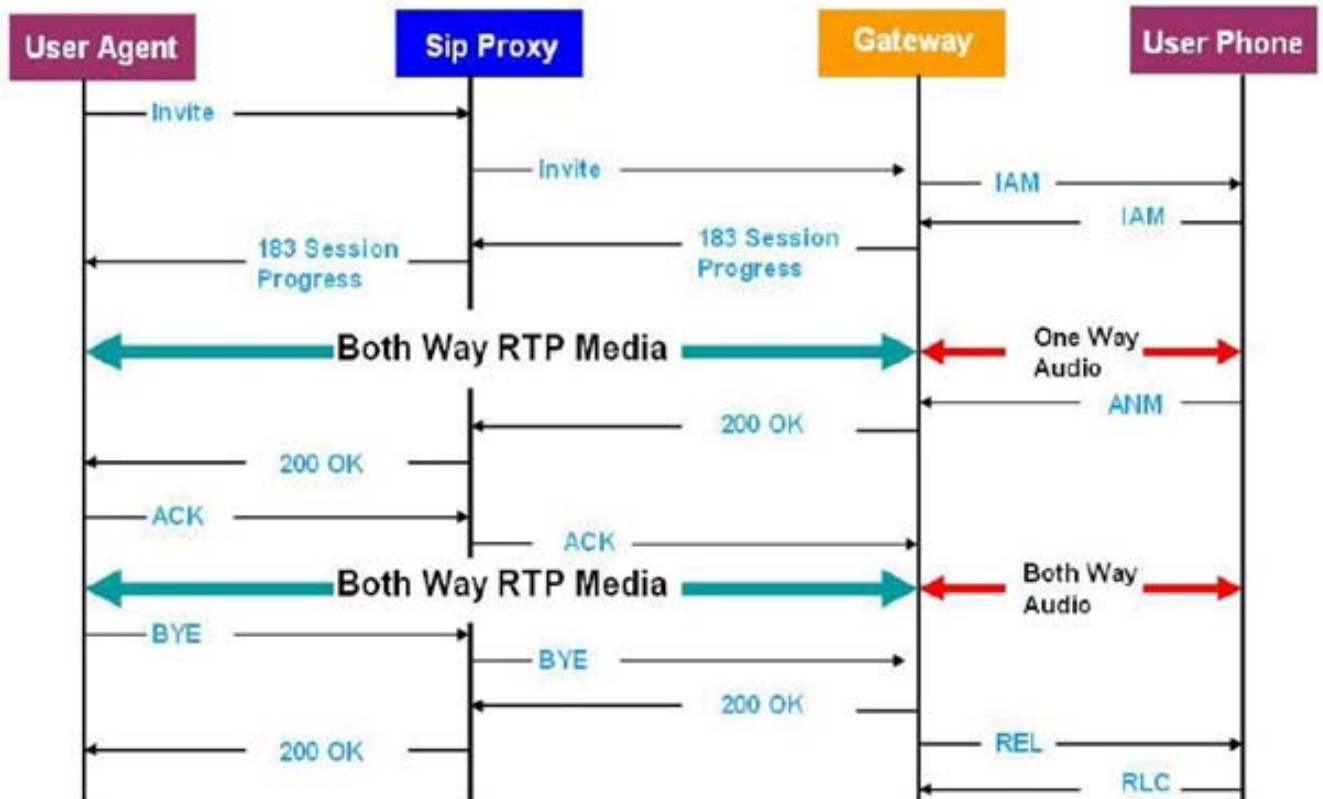 User Agent
Sip Proxy
Gateway
User Phone
Invite
Invite
IAM
IAM
183 Session
Progress
183 Session
Progress
Both Way RTP Media
One Way
Audio
ANM
200 OK
200 OK
ACK
ACK
Both Way RTP Media
Both Way
Audio
BYE
BYE
200 OK
200 OK
REL
RLC